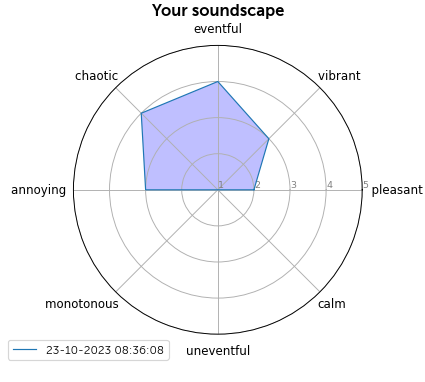 Your soundscape
eventful
chaotic
vibrant
annoying
1 2 3 4 5
pleasant
monotonous
calm
uneventful
23-10-2023 08:36:08